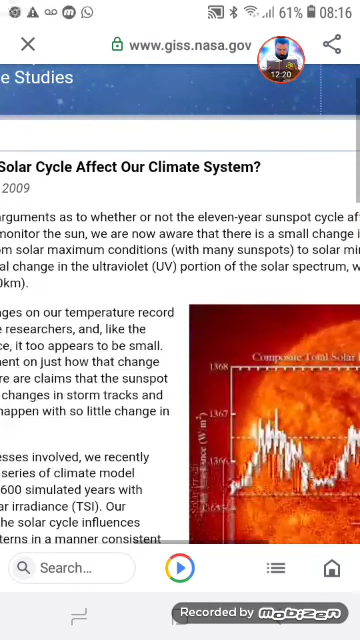 61% 08:16
www.giss.nasa.gov
12:20
e Studies
Solar Cycle Affect Our Climate System?
2009
arguments as to whether or not the eleven-year sunspot cycle af
monitor the sun, we are now aware that there is a small change i
om solar maximum conditions (with many sunspots) to solar mi
al change in the ultraviolet (UV) portion of the solar spectrum, w
0km).
nges on our temperature record
e researchers, and, like the
ce, it too appears to be small.
ment on just how that change
re are claims that the sunspot
changes in storm tracks and
happen with so little change in
Composite Total Solar
1368
1367
1366
1365
(W m²)
esses involved, we recently
series of climate model
600 simulated years with
ar irradiance (TSI). Our
he solar cycle influences
terns in a manner consistent
Search...
Recorded by mobizen